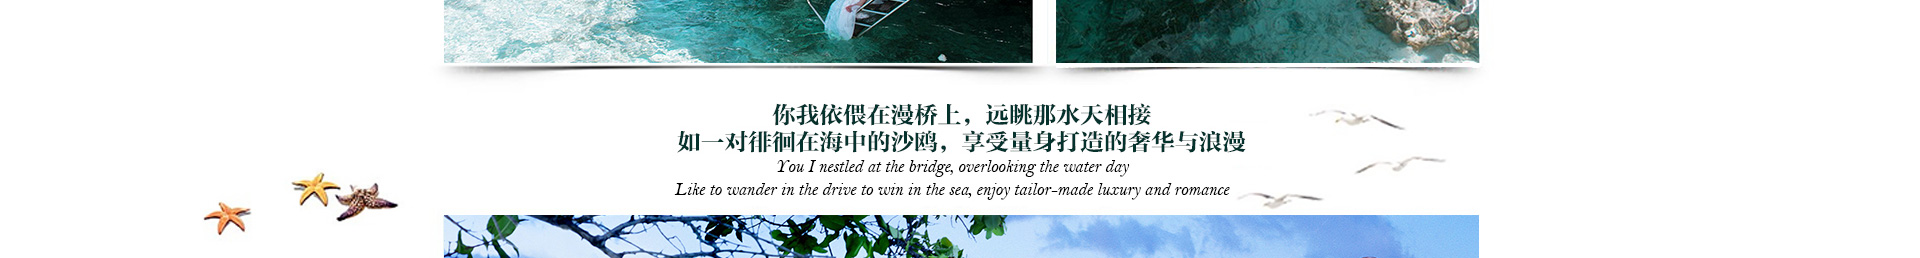 你我依偎在漫桥上，远眺那水天相接
如一对徘徊在海中的沙鸥，享受量身打造的奢华与浪漫
You I nestled at the bridge, overlooking the water day
Like to wander in the drive to win in the sea, enjoy tailor-made luxury and romance